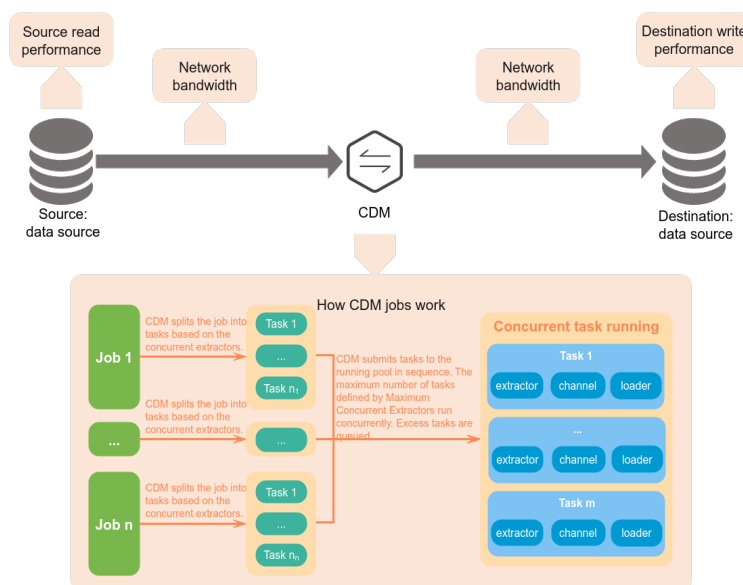 Source read
performance
Network
bandwidth
Network
bandwidth
Destination write
performance
Source:
data source
CDM
Destination:
data source
How CDM jobs work
Job 1
CDM splits the job into
tasks based on the
concurrent extractors.
Task 1
...
Task n1
...
CDM splits the job into
tasks based on the
concurrent extractors.
...
Job n
CDM splits the job into
tasks based on the
concurrent extractors.
Task 1
...
Task nn
CDM submits tasks to the
running pool in sequence. The
maximum number of tasks
defined by Maximum
Concurrent Extractors run
concurrently. Excess tasks are
queued
Concurrent task running
Task 1
extractor channel loader
...
extractor channel loader
Task m
extractor channel loader